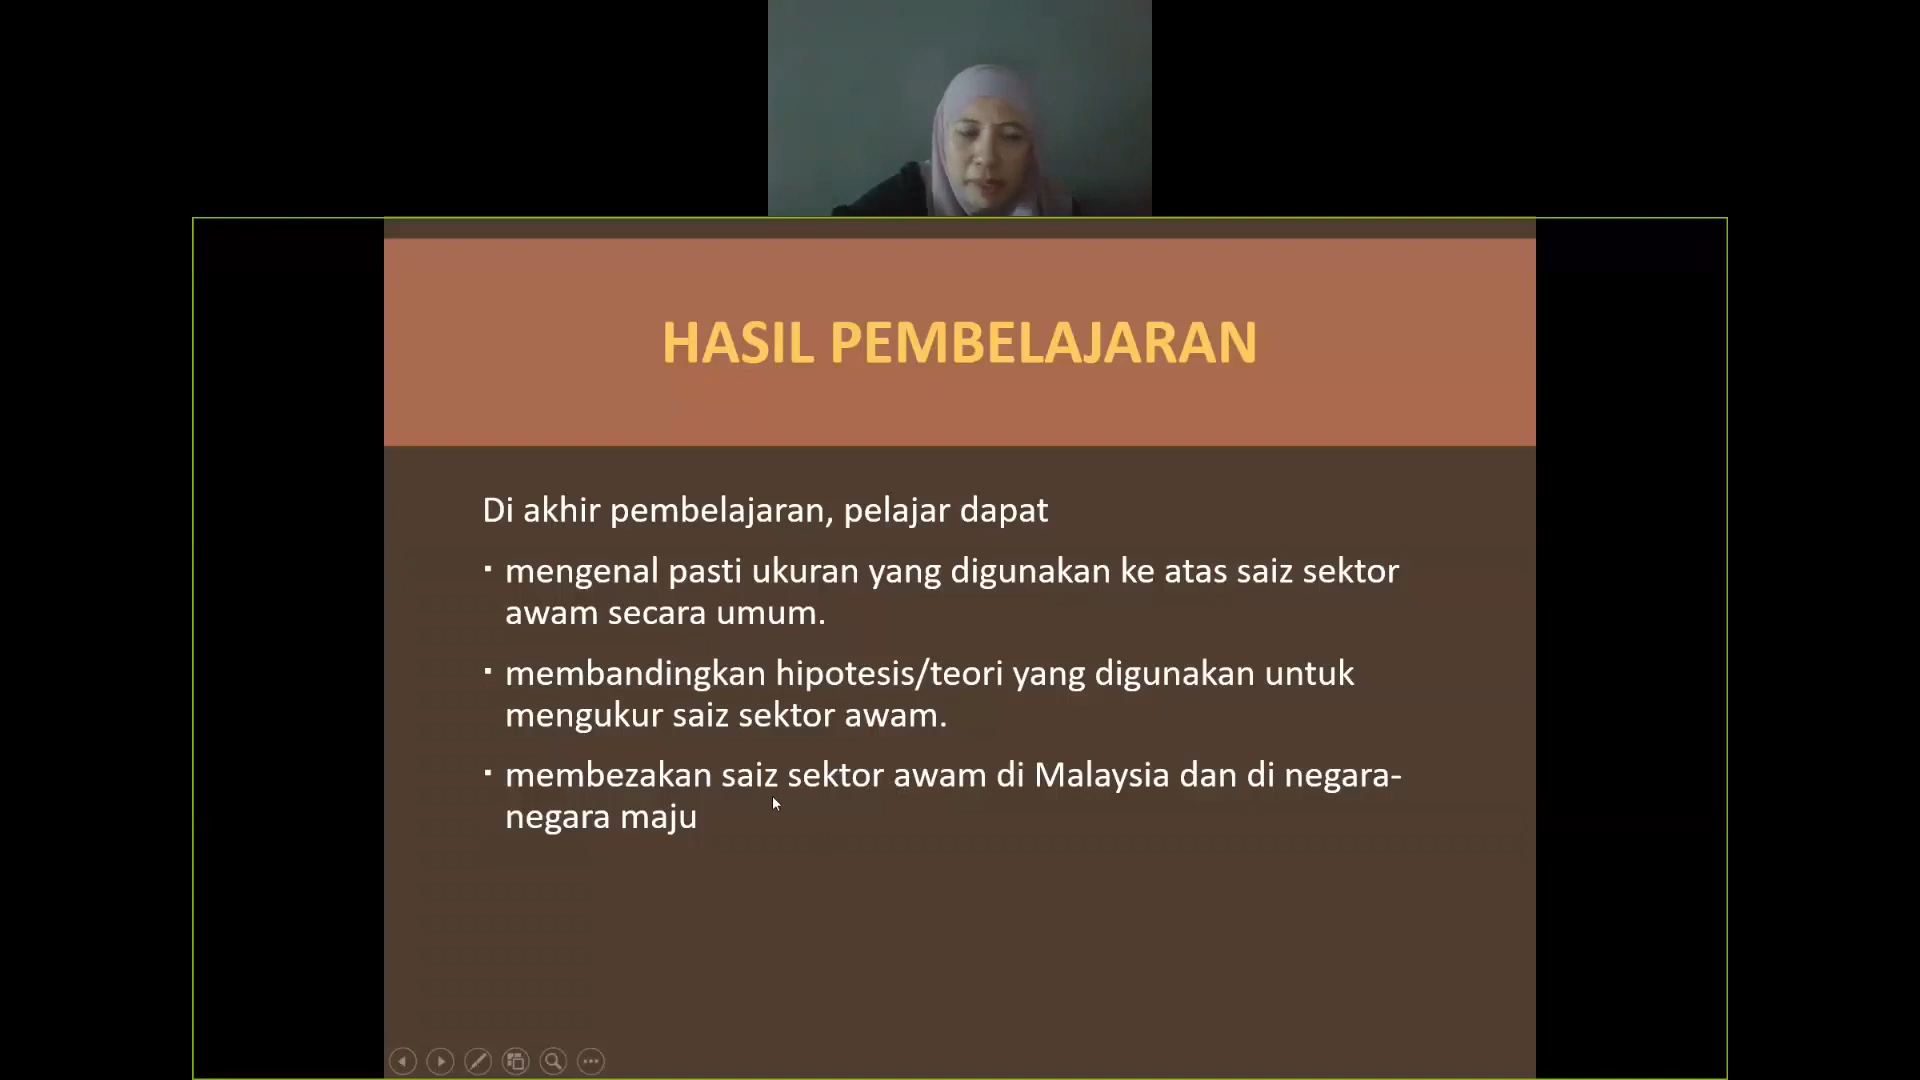 HASIL PEMBELAJARAN
Di akhir pembelajaran, pelajar dapat
▪ mengenal pasti ukuran yang digunakan ke atas saiz sektor
awam secara umum.
▪ membandingkan hipotesis/teori yang digunakan untuk
mengukur saiz sektor awam.
▪ membezakan saiz sektor awam di Malaysia dan di negara-
negara maju